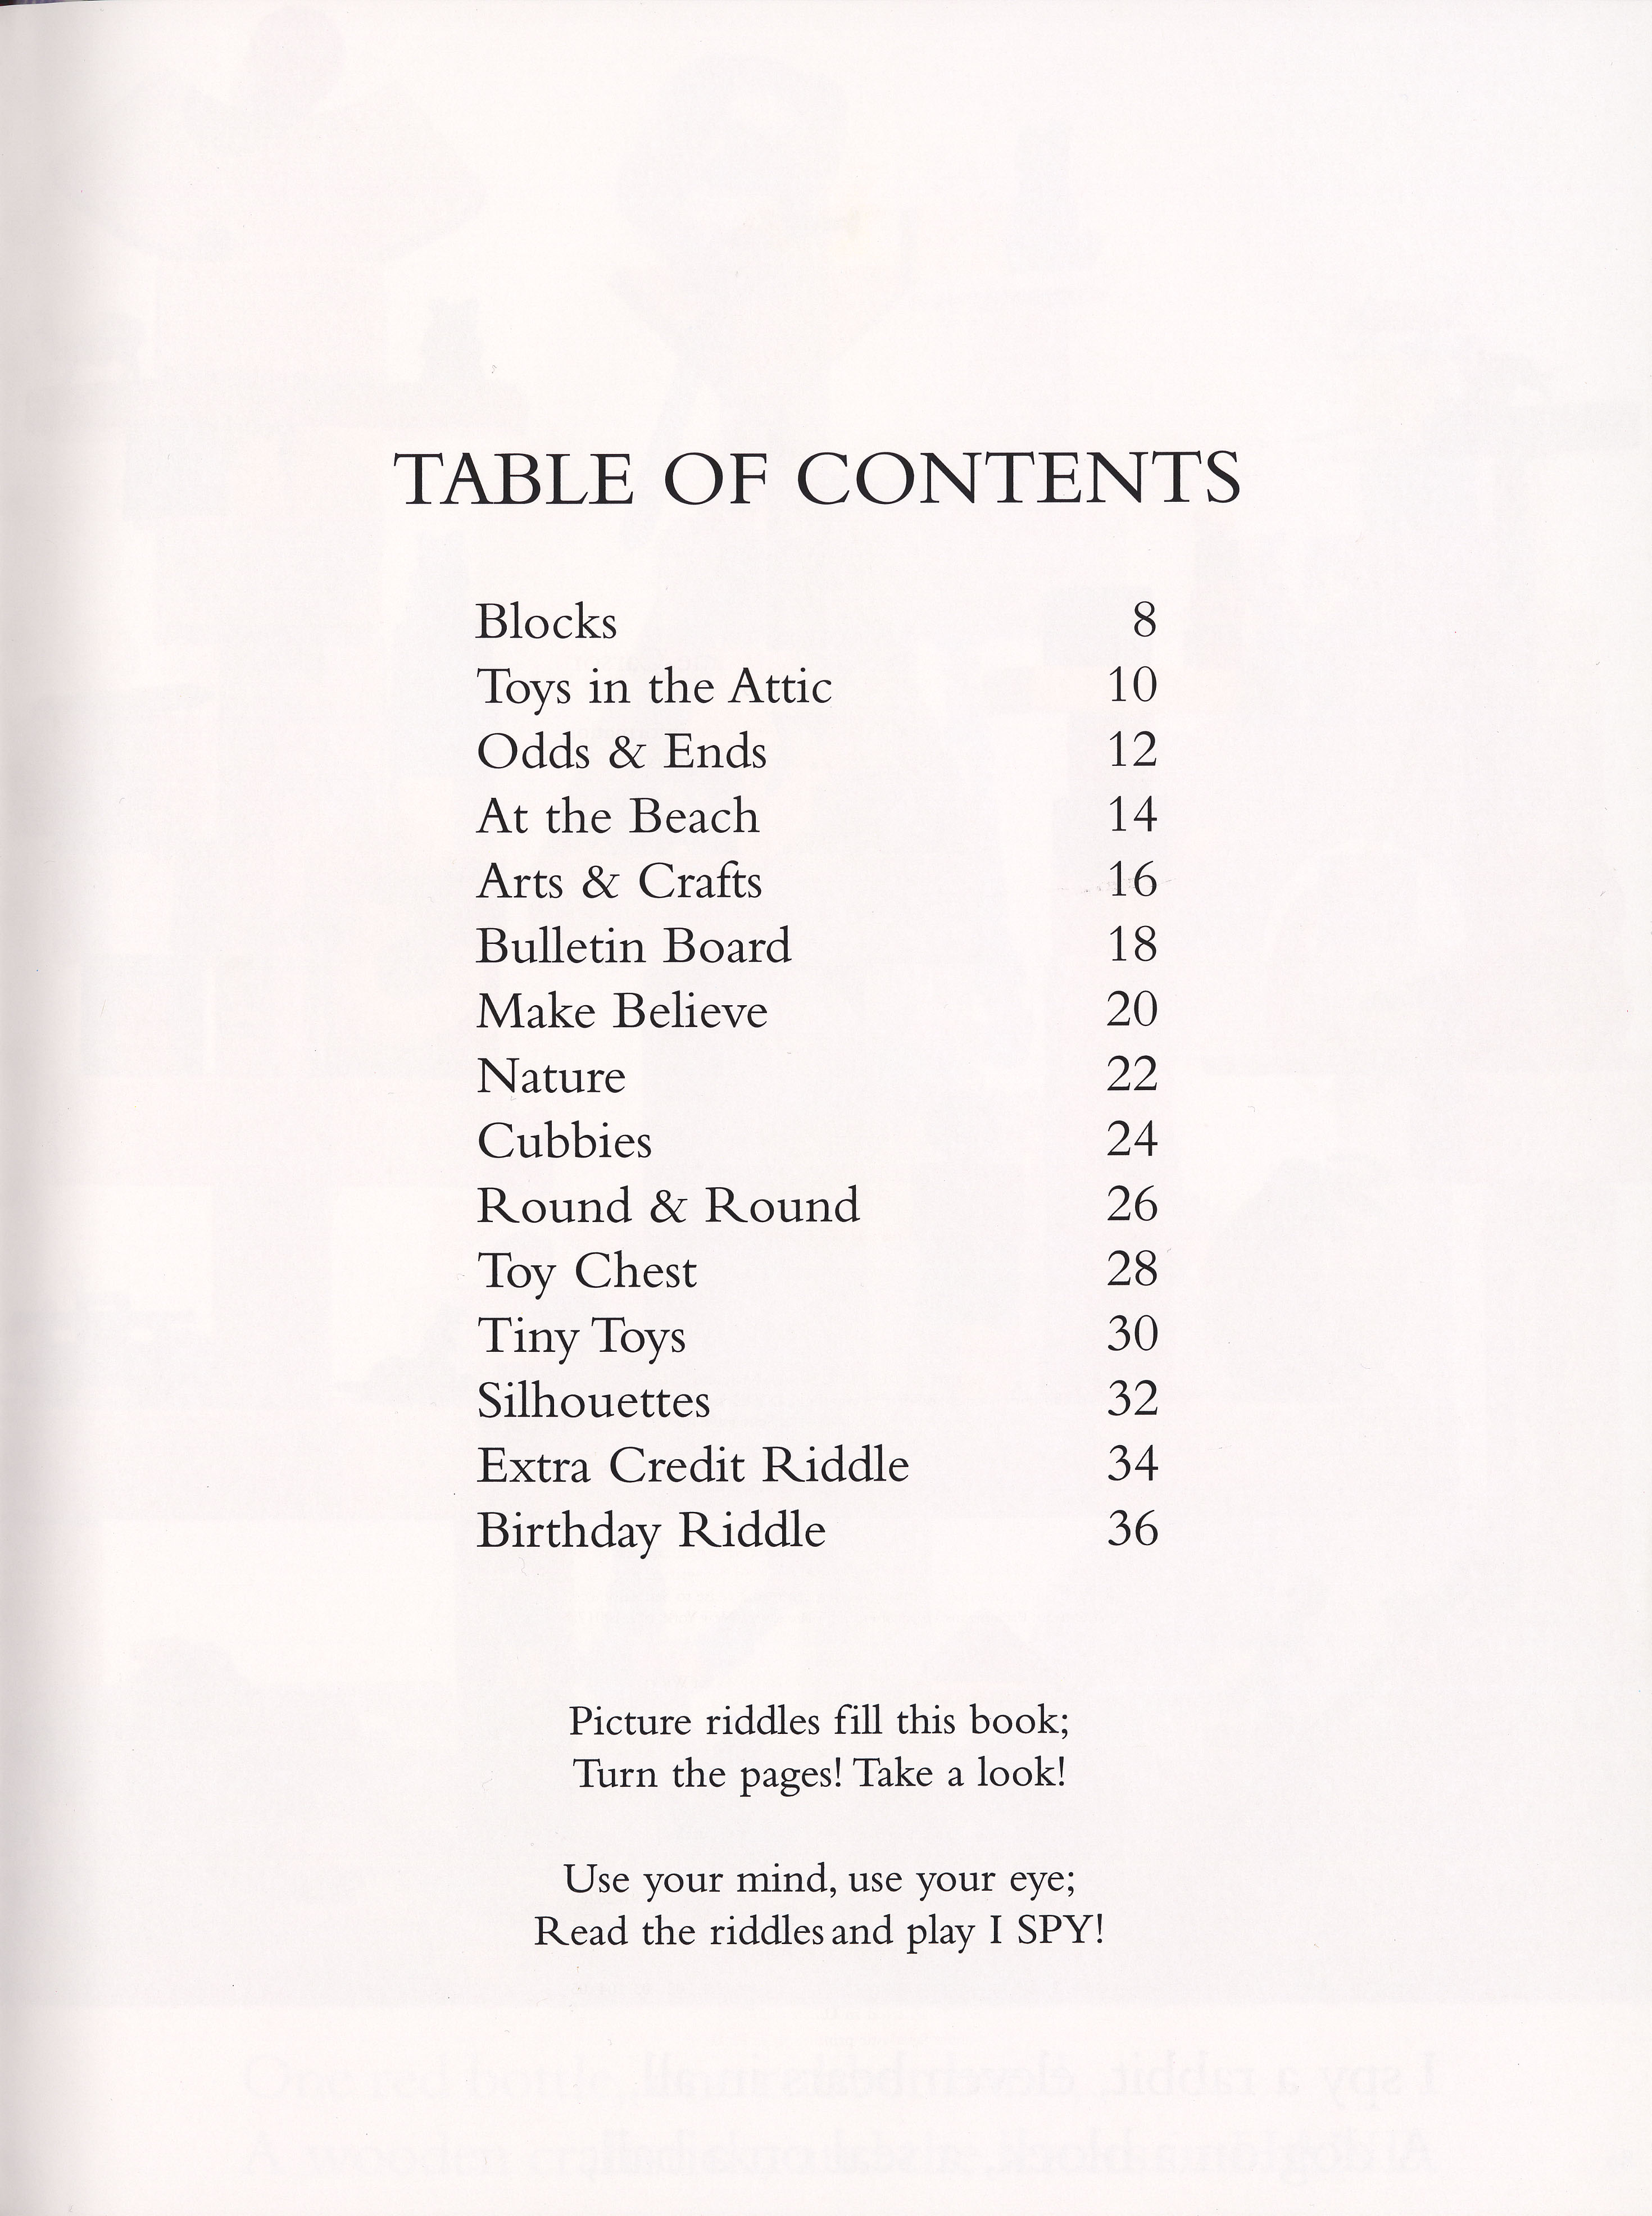 TABLE OF CONTENTS
Blocks 8
Toys in the Attic 10
Odds & Ends 12
At the Beach 14
Arts & Crafts 16
Bulletin Board 18
Make Believe 20
Nature 22
Cubbies 24
Round & Round 26
Toy Chest 28
Tiny Toys 30
Silhouettes 32
Extra Credit Riddle 34
Birthday Riddle 36
Picture riddles fill this book;
Turn the pages! Take a look!
Use your mind, use your eye;
Read the riddles and play I SPY!